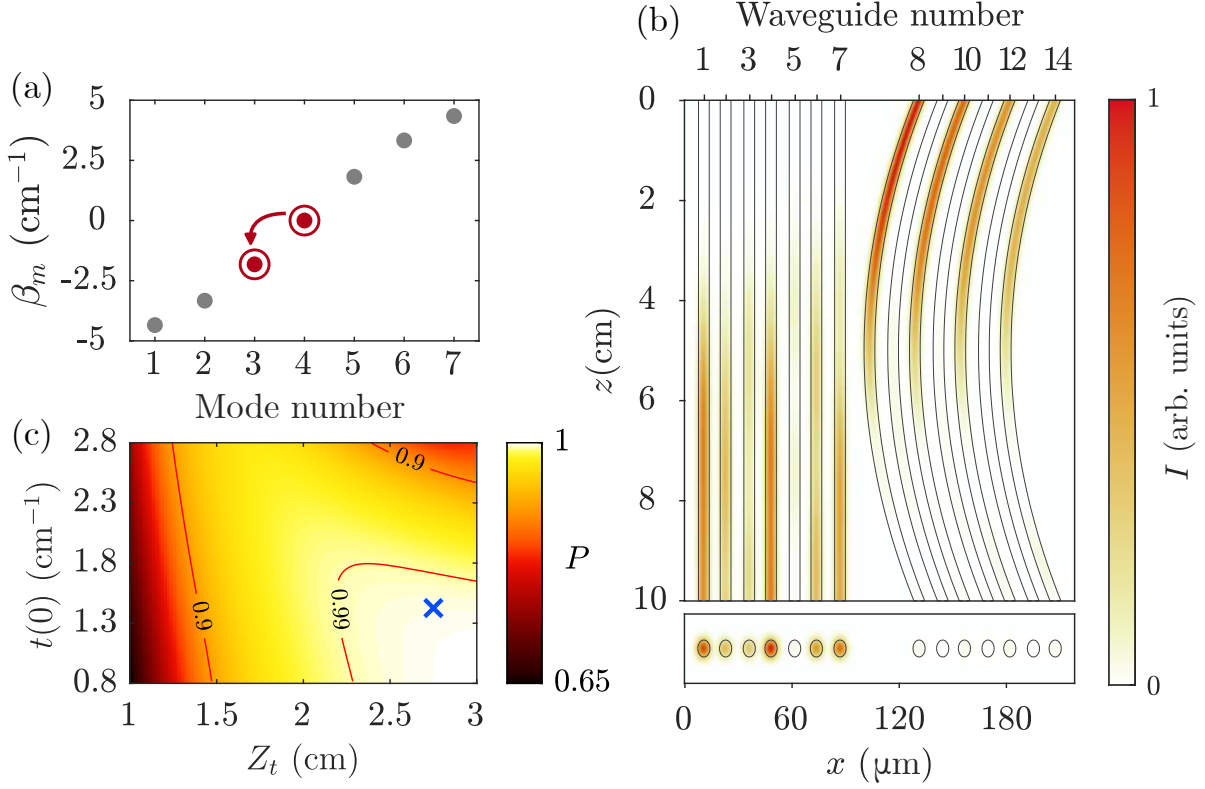 (a)
5
2.5
0
-2.5
-5
βₘ (cm⁻¹)
1 2 3 4 5 6 7
Mode number
(b)
Waveguide number
1 3 5 7 8 10 12 14
0
2
4
6
8
10
z(cm)
0 60 120 180
x (μm)
1
0
I (arb. units)
(c)
2.8
2.3
1.8
1.3
0.8
t(0) (cm⁻¹)
0.9
0.9
0.99
1 1.5 2 2.5 3
Zₜ (cm)
1
P
0.65